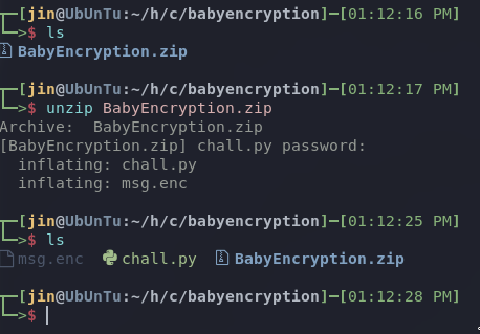 [jin@UbUnTu:~/h/c/babyencryption]─[01:12:16 PM]
>$ ls
BabyEncryption.zip
[jin@UbUnTu:~/h/c/babyencryption]─[01:12:17 PM]
>$ unzip BabyEncryption.zip
Archive:  BabyEncryption.zip
[BabyEncryption.zip] chall.py password:
  inflating: chall.py
  inflating: msg.enc
[jin@UbUnTu:~/h/c/babyencryption]─[01:12:25 PM]
>$ ls
msg.enc  chall.py  BabyEncryption.zip
[jin@UbUnTu:~/h/c/babyencryption]─[01:12:28 PM]
>$